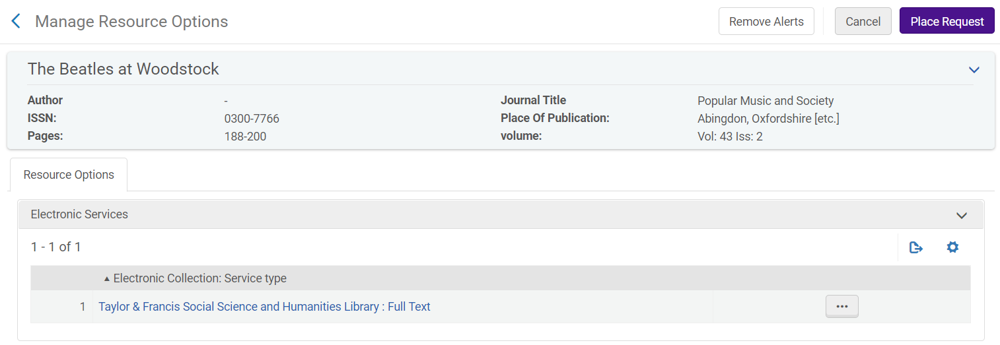 Manage Resource Options
Remove Alerts
Cancel
Place Request
The Beatles at Woodstock
Author - Journal Title Popular Music and Society
ISSN: 0300-7766 Place Of Publication: Abingdon, Oxfordshire [etc.]
Pages: 188-200 volume: Vol: 43 Iss: 2
Resource Options
Electronic Services
1 - 1 of 1
▲ Electronic Collection: Service type
1 Taylor & Francis Social Science and Humanities Library : Full Text